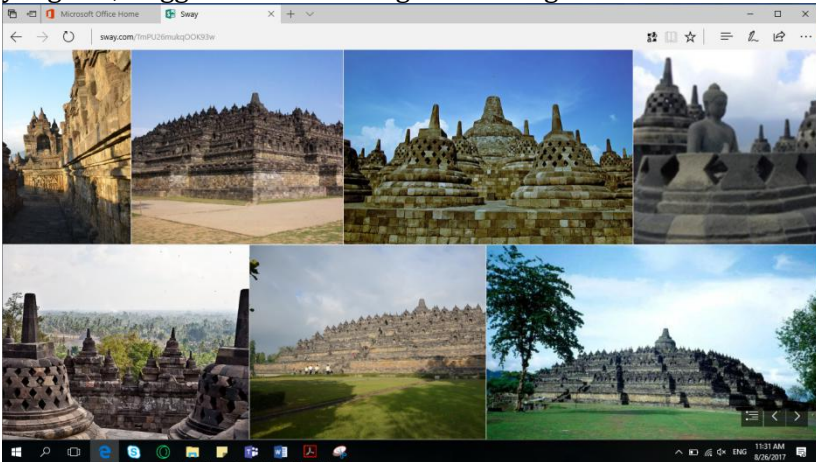 Microsoft Office Home
Sway
sway.com/TmPU26mukqOOK93w
ENG
11:31 AM
8/26/2017